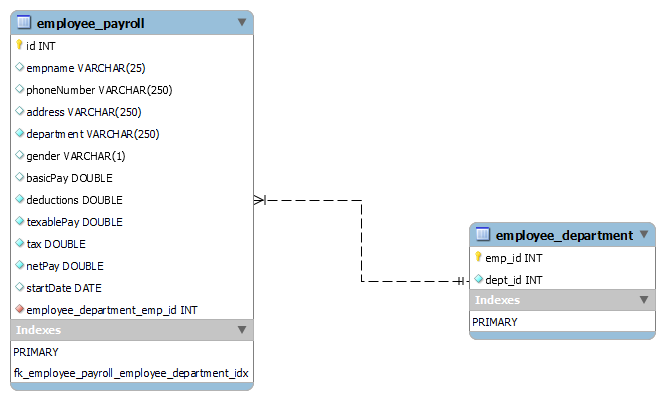 employee_payroll
id INT
empname VARCHAR(25)
phoneNumber VARCHAR(250)
address VARCHAR(250)
department VARCHAR(250)
gender VARCHAR(1)
basicPay DOUBLE
deductions DOUBLE
texablePay DOUBLE
tax DOUBLE
netPay DOUBLE
startDate DATE
employee_department_emp_id INT
Indexes
PRIMARY
fk_employee_payroll_employee_department_idx
employee_department
emp_id INT
dept_id INT
Indexes
PRIMARY